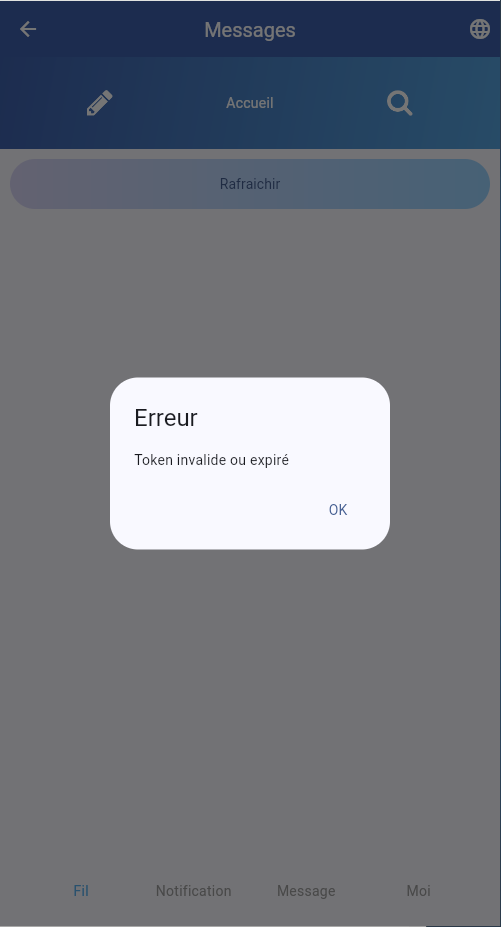 Messages
Accueil
Rafraichir
Erreur
Token invalide ou expiré
OK
Fil
Notification
Message
Moi